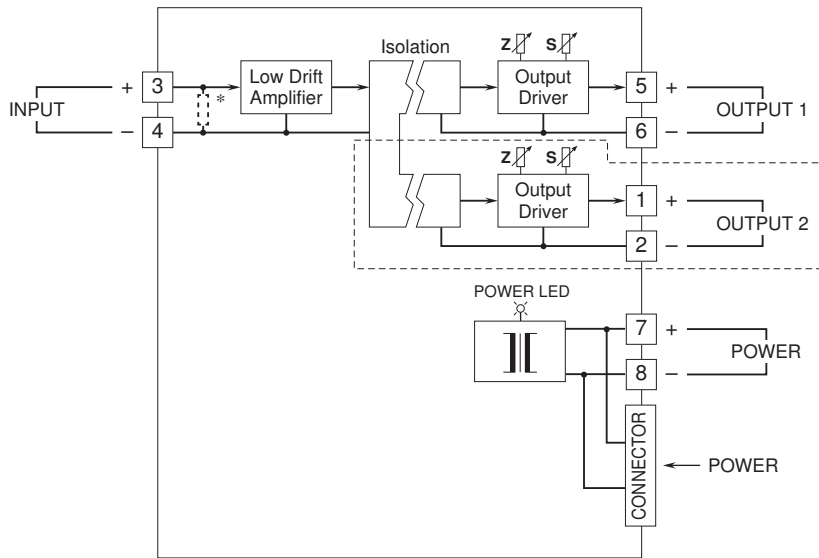 Isolation
Z S
+ 3 * Low Drift
Amplifier
Output
Driver
5 +
INPUT
OUTPUT 1
− 4
6 −
Z S
Output
Driver
1 +
OUTPUT 2
2 −
POWER LED
7 +
POWER
8 −
CONNECTOR
POWER